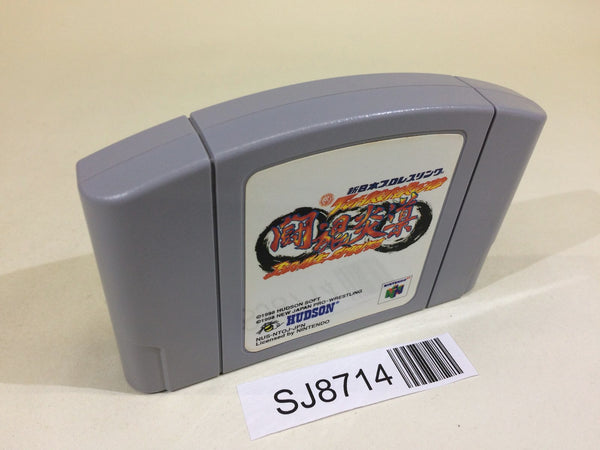 新日本プロレスリング
闘魂炎導
©1998 HUDSON SOFT
©1998 NEW JAPAN PRO-WRESTLING
HUDSON®
NUS-NTOJ-JPN
Licensed by NINTENDO
NINTENDO64
SJ8714